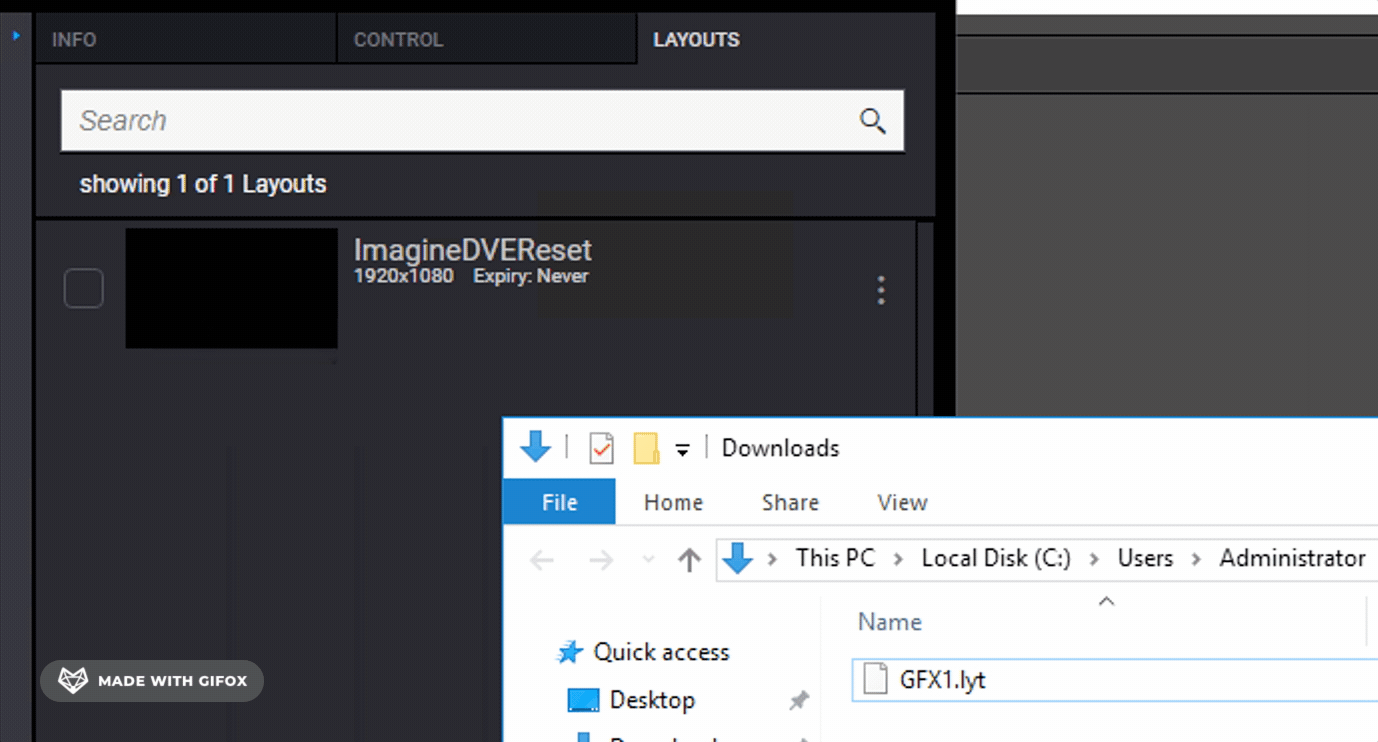 INFO
CONTROL
LAYOUTS
Search
showing 1 of 1 Layouts
ImagineDVEReset
1920x1080 Expiry: Never
Downloads
File Home Share View
This PC Local Disk (C:) Users Administrator
Name
Quick access
GFX1.lyt
Desktop
MADE WITH GIFOX